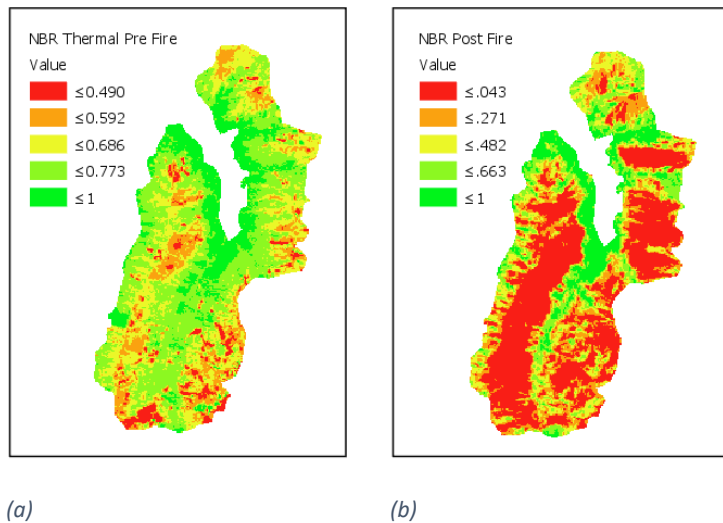 NBR Thermal Pre Fire
Value
≤0.490
≤0.592
≤0.686
≤0.773
≤ 1
NBR Post Fire
Value
≤.043
≤.271
≤.482
≤.663
≤ 1
(a)
(b)